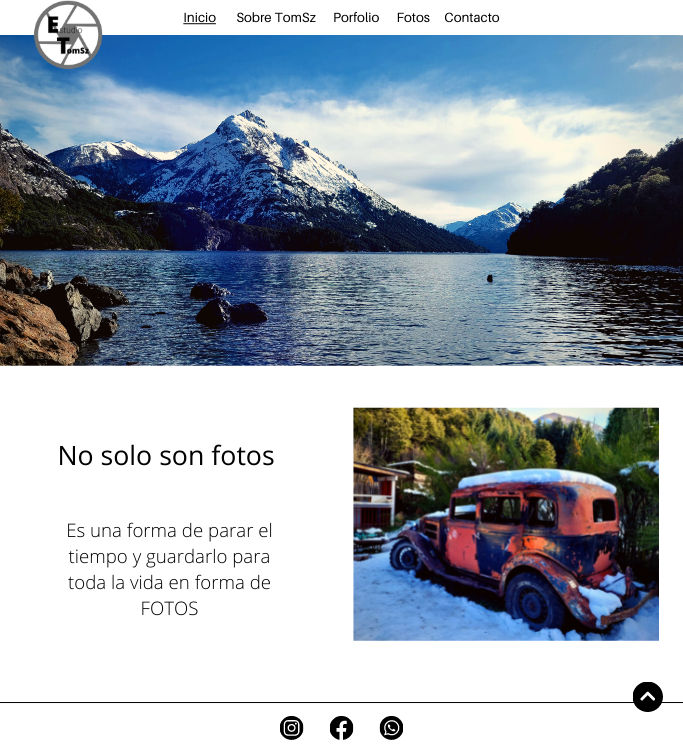 Estudio
TomSz
Inicio Sobre TomSz Porfolio Fotos Contacto
No solo son fotos
Es una forma de parar el
tiempo y guardarlo para
toda la vida en forma de
FOTOS